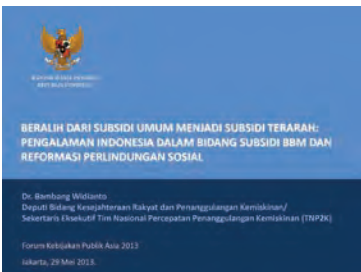 BERALIH DARI SUBSIDI UMUM MENJADI SUBSIDI TERARAH:
PENGALAMAN INDONESIA DALAM BIDANG SUBSIDI BBM DAN
REFORMASI PERLINDUNGAN SOSIAL
Dr. Bambang Widianto
Deputi Bidang Kesejahteraan Rakyat dan Penanggulangan Kemiskinan/
Sekertaris Eksekutif Tim Nasional Percepatan Penanggulangan Kemiskinan (TNP2K)
Forum Kebijakan Publik Asia 2013
Jakarta, 29 Mei 2013.